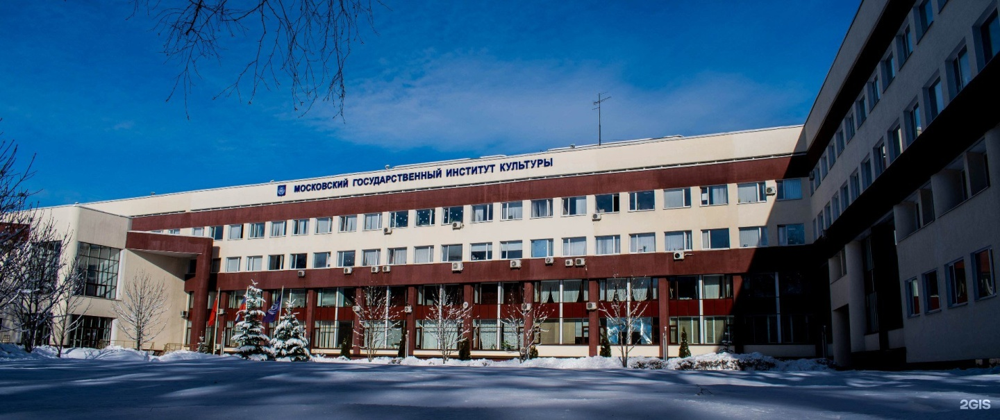 МОСКОВСКИЙ ГОСУДАРСТВЕННЫЙ ИНСТИТУТ КУЛЬТУРЫ
2GIS